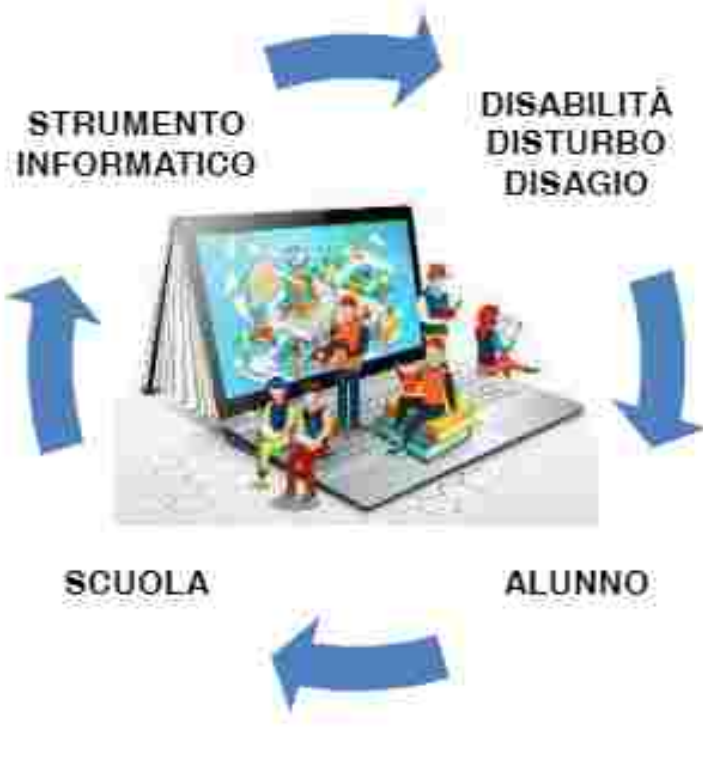 STRUMENTO
INFORMATICO
DISABILITÀ
DISTURBO
DISAGIO
SCUOLA
ALUNNO